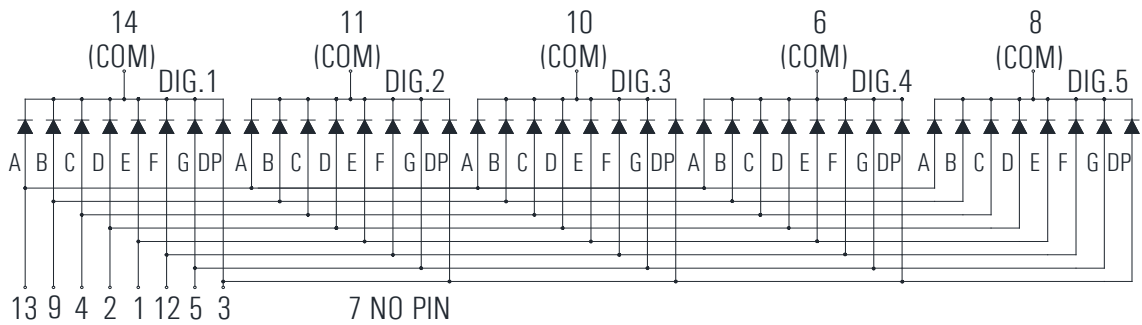 14 11 10 6 8
(COM) (COM) (COM) (COM) (COM)
DIG.1 DIG.2 DIG.3 DIG.4 DIG.5
A B C D E F G DP A B C D E F G DP A B C D E F G DP A B C D E F G DP A B C D E F G DP
13 9 4 2 1 12 5 3 7 NO PIN